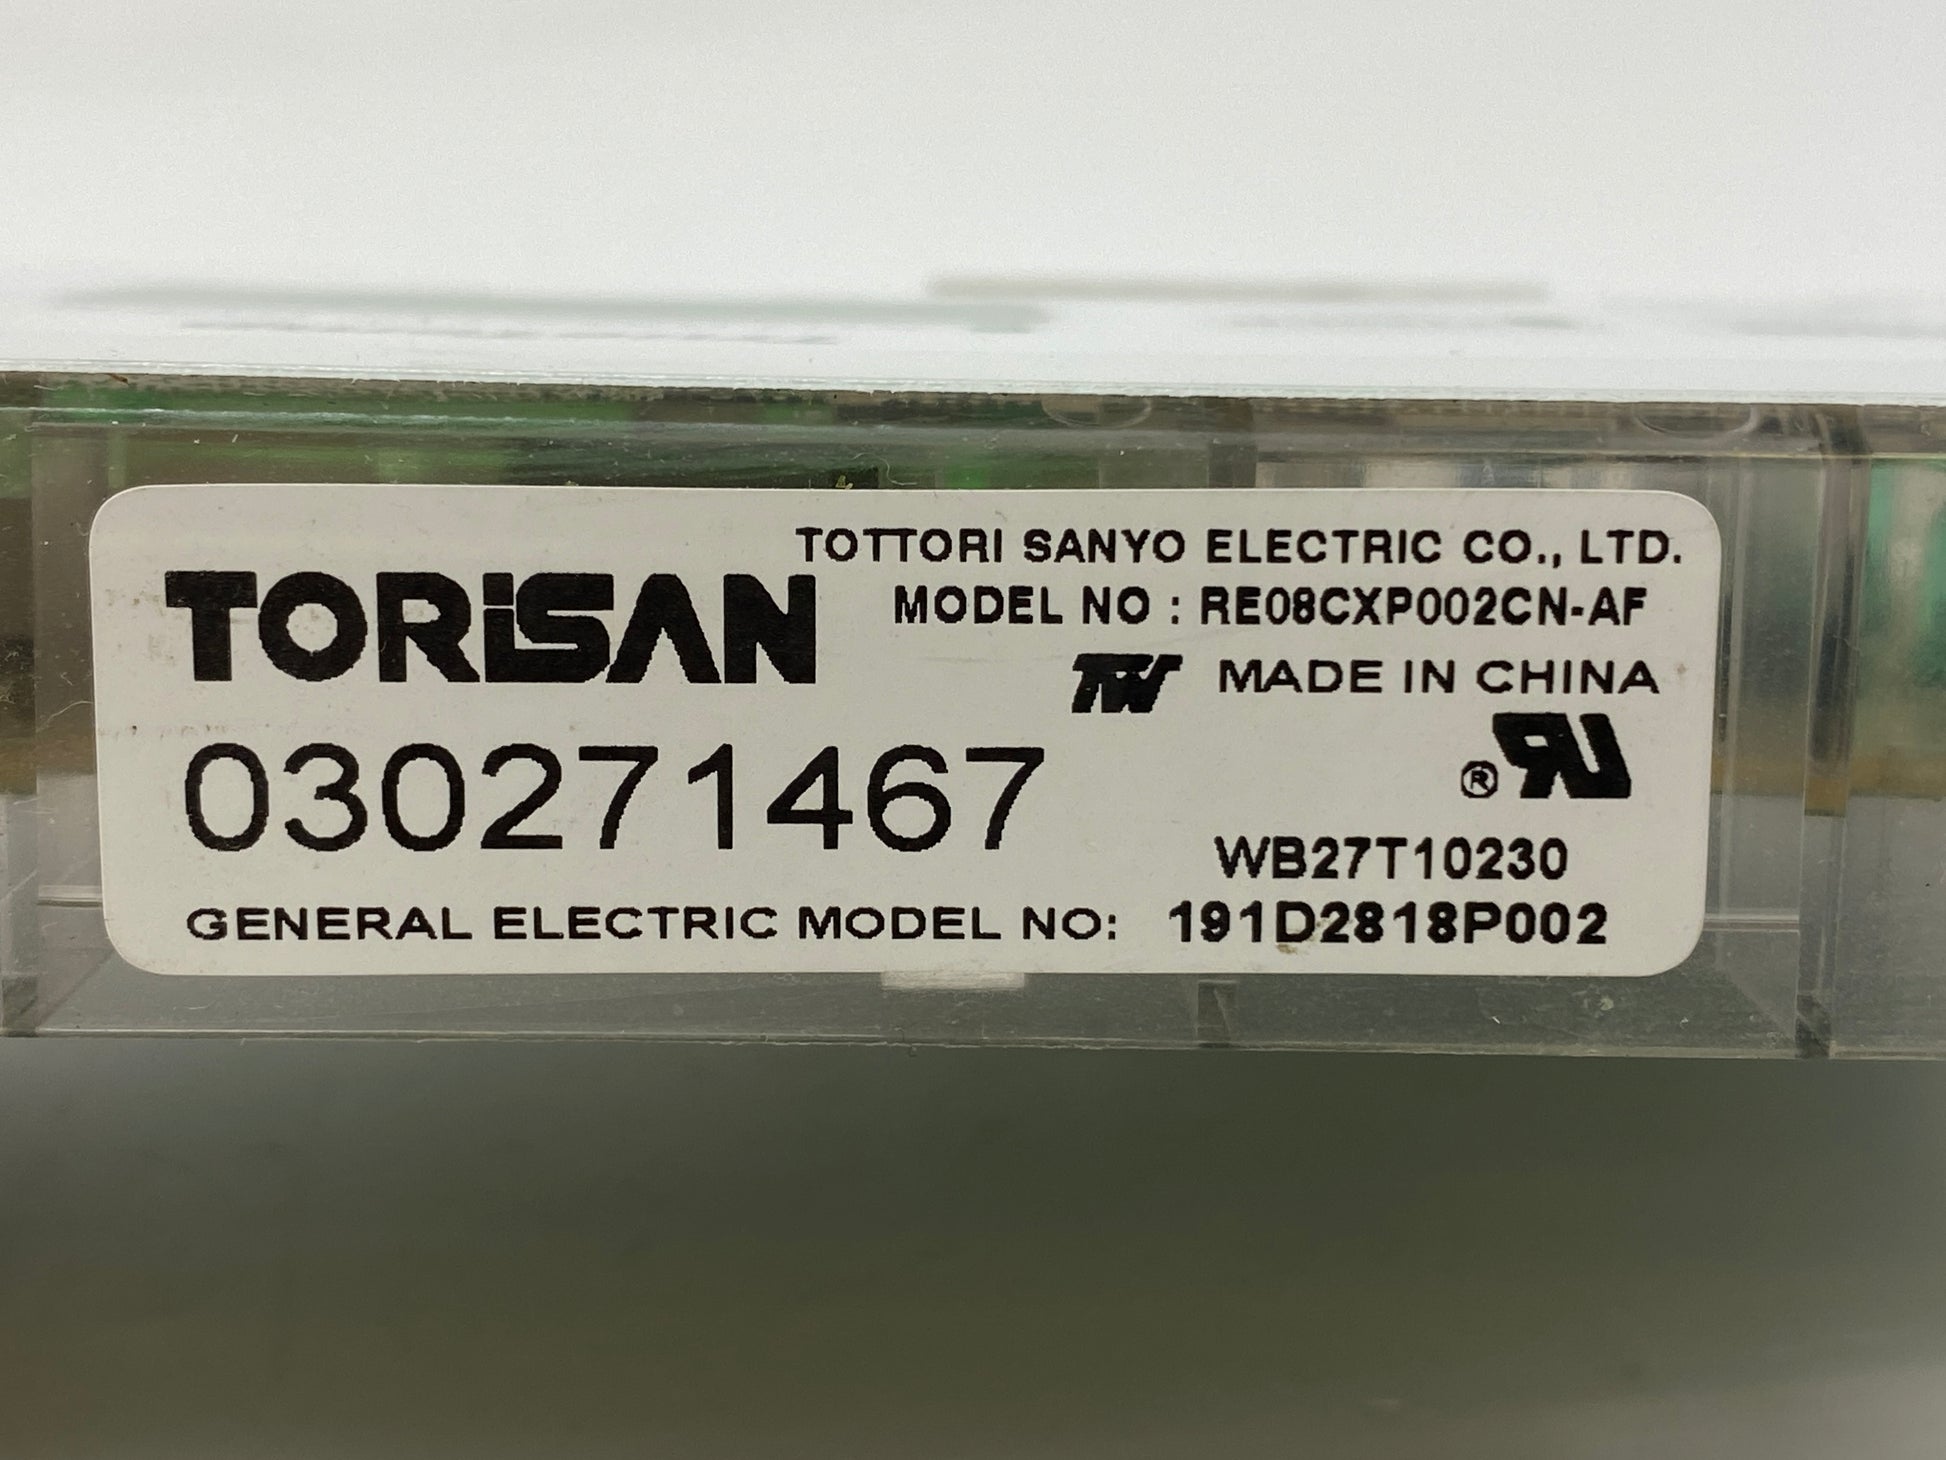 TOTTORI SANYO ELECTRIC CO., LTD.
TORiSAN
MODEL NO : RE08CXP002CN-AF
MADE IN CHINA
030271467
®
WB27T10230
GENERAL ELECTRIC MODEL NO: 191D2818P002